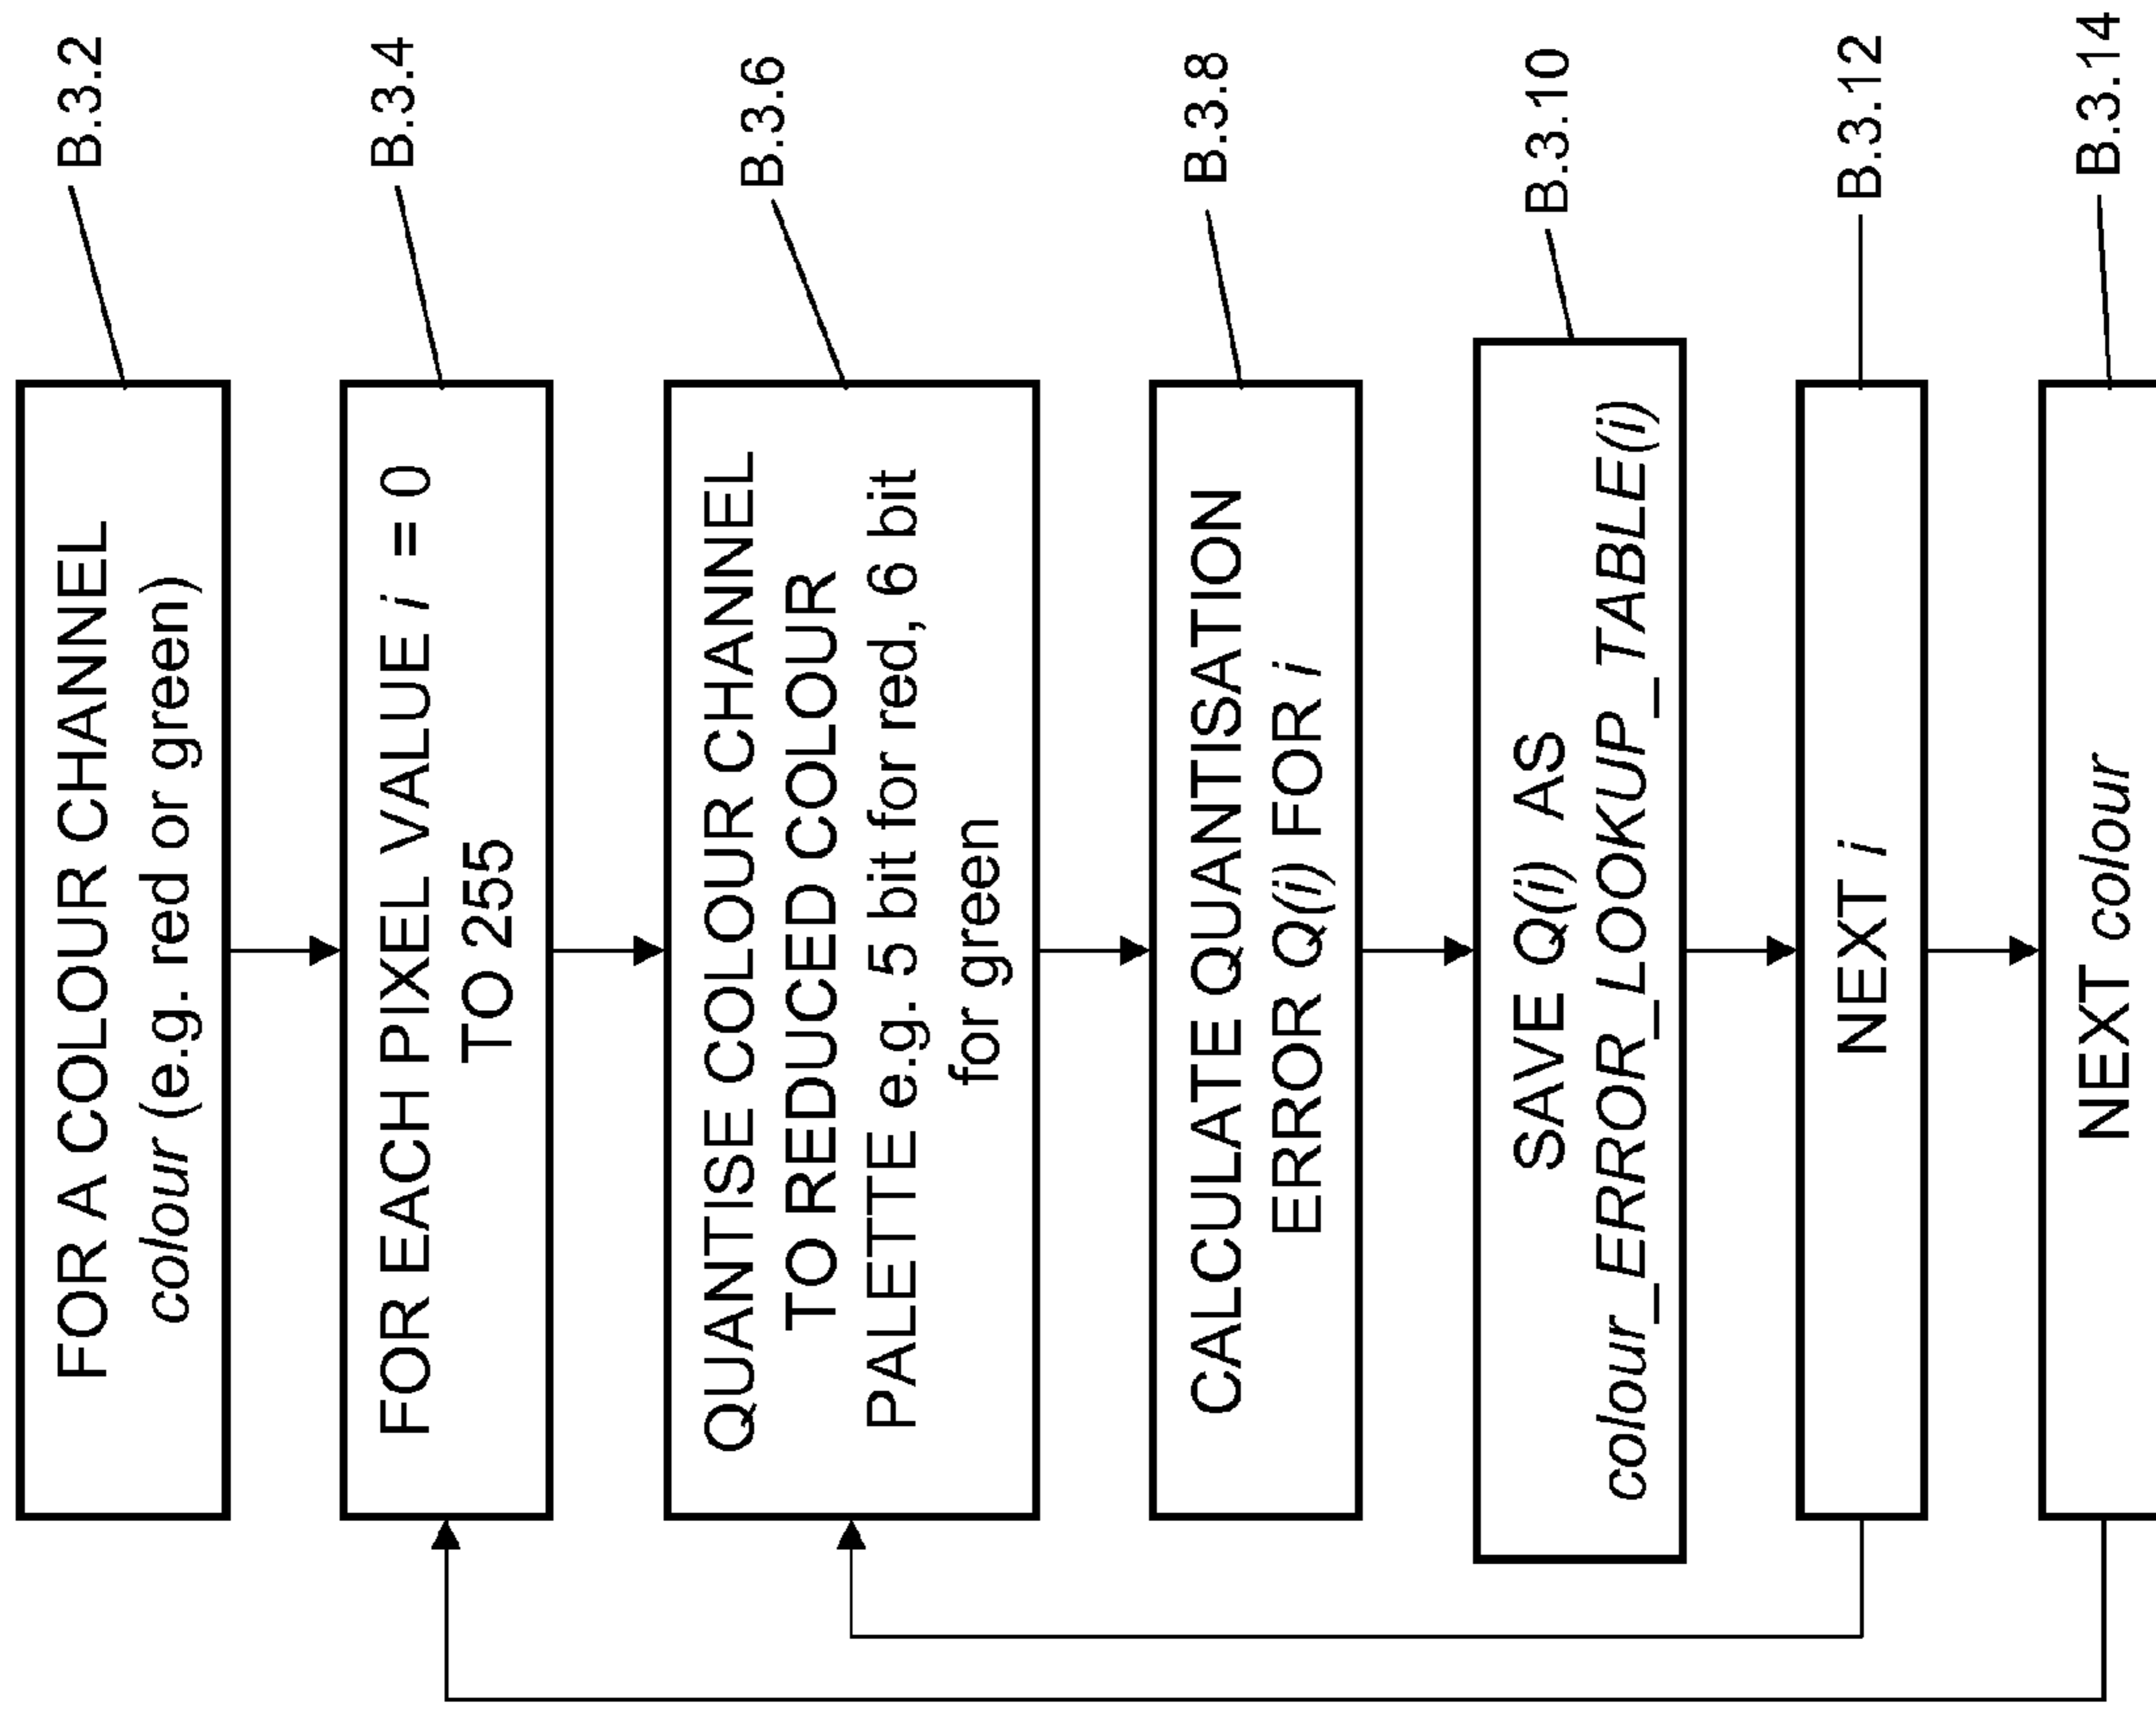 FOR A COLOUR CHANNEL
colour (e.g. red or green)
B.3.2
FOR EACH PIXEL VALUE i = 0
TO 255
B.3.4
QUANTISE COLOUR CHANNEL
TO REDUCED COLOUR
PALETTE e.g. 5 bit for red, 6 bit
for green
B.3.6
CALCULATE QUANTISATION
ERROR Q(i) FOR i
B.3.8
SAVE Q(i) AS
colour_ERROR_LOOKUP_TABLE(i)
B.3.10
NEXT i
B.3.12
NEXT colour
B.3.14